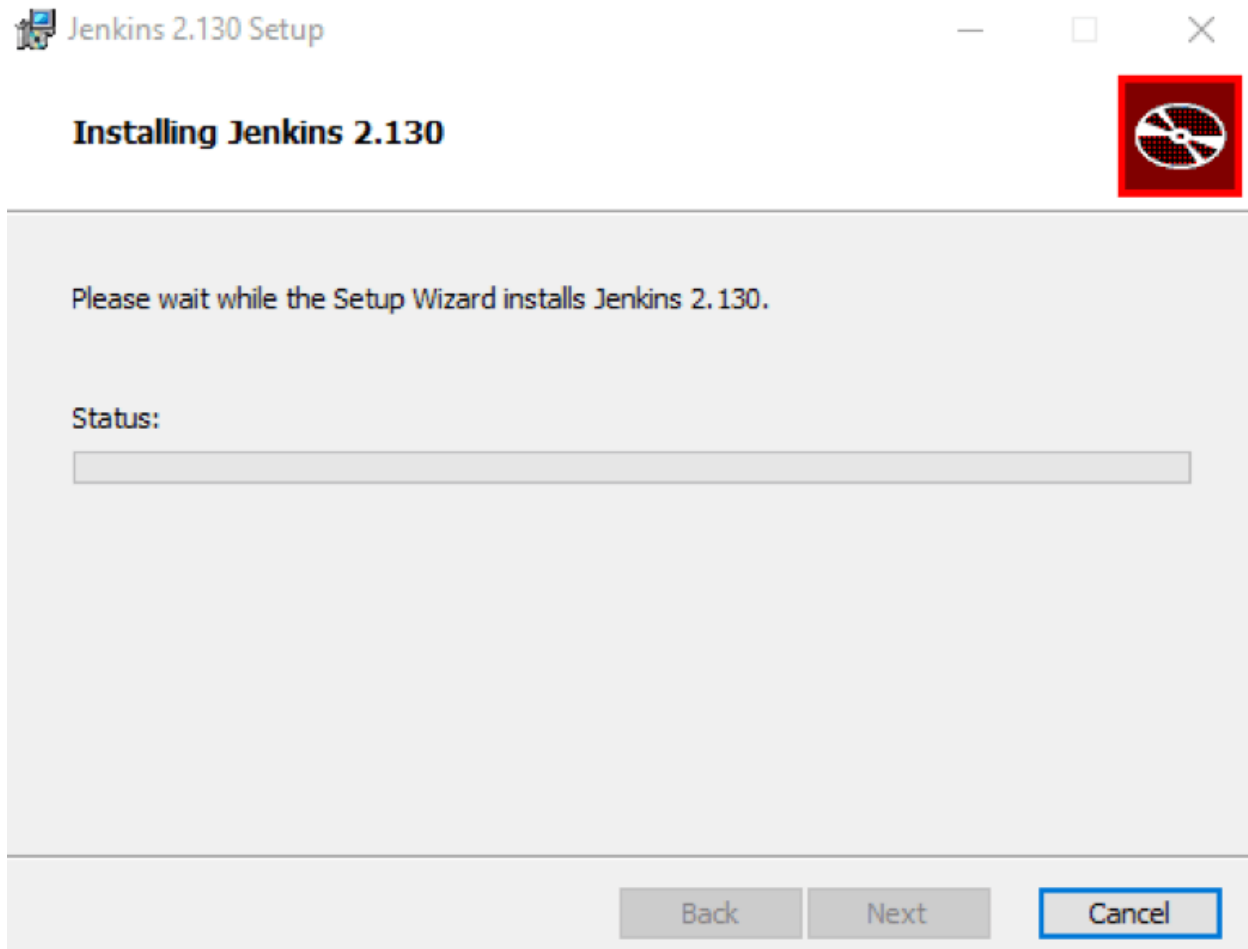 Jenkins 2.130 Setup
Installing Jenkins 2.130
Please wait while the Setup Wizard installs Jenkins 2.130.
Status:
Back Next Cancel